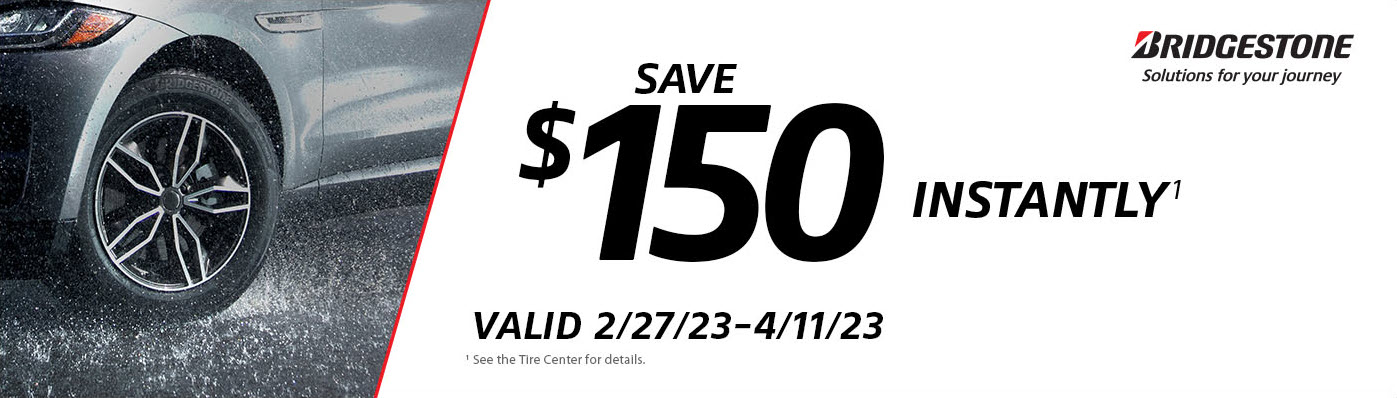 BRIDGESTONE
BRIDGESTONE
Solutions for your journey
SAVE
$150
INSTANTLY¹
VALID 2/27/23–4/11/23
¹ See the Tire Center for details.